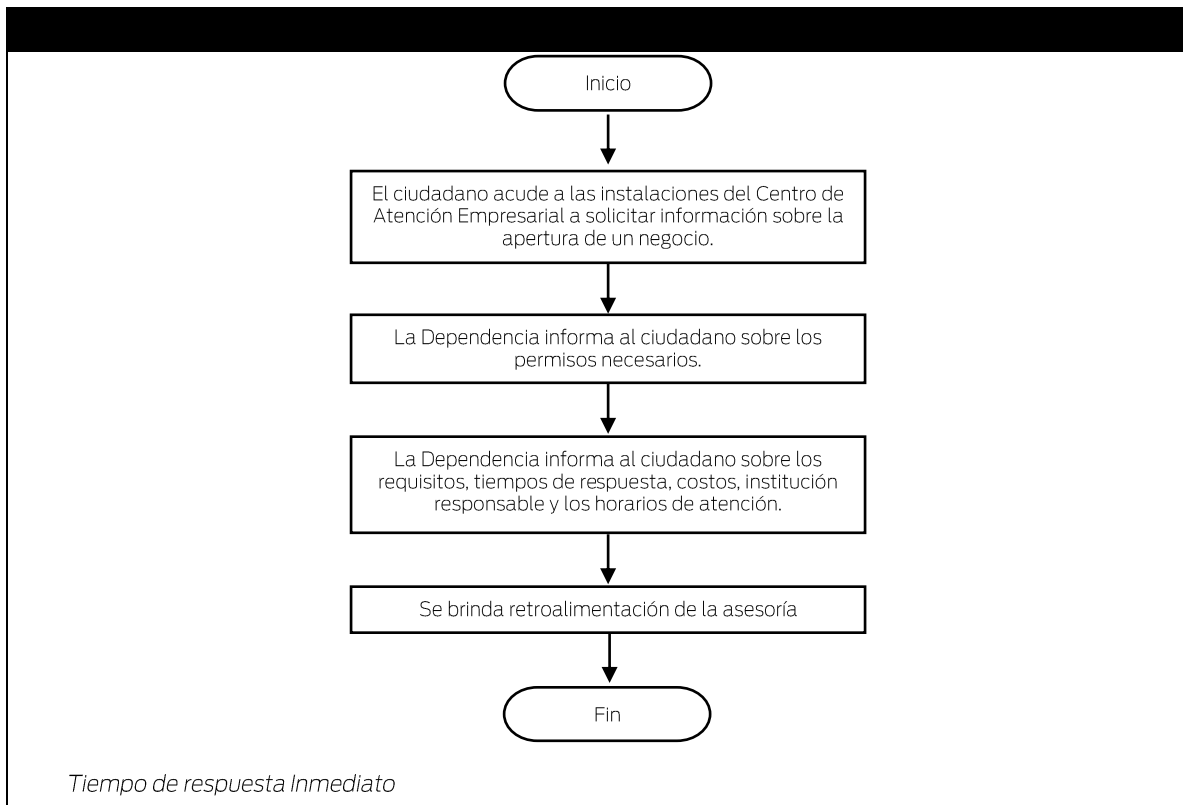 Inicio
El ciudadano acude a las instalaciones del Centro de
Atención Empresarial a solicitar información sobre la
apertura de un negocio.
La Dependencia informa al ciudadano sobre los
permisos necesarios.
La Dependencia informa al ciudadano sobre los
requisitos, tiempos de respuesta, costos, institución
responsable y los horarios de atención.
Se brinda retroalimentación de la asesoría
Fin
Tiempo de respuesta Inmediato